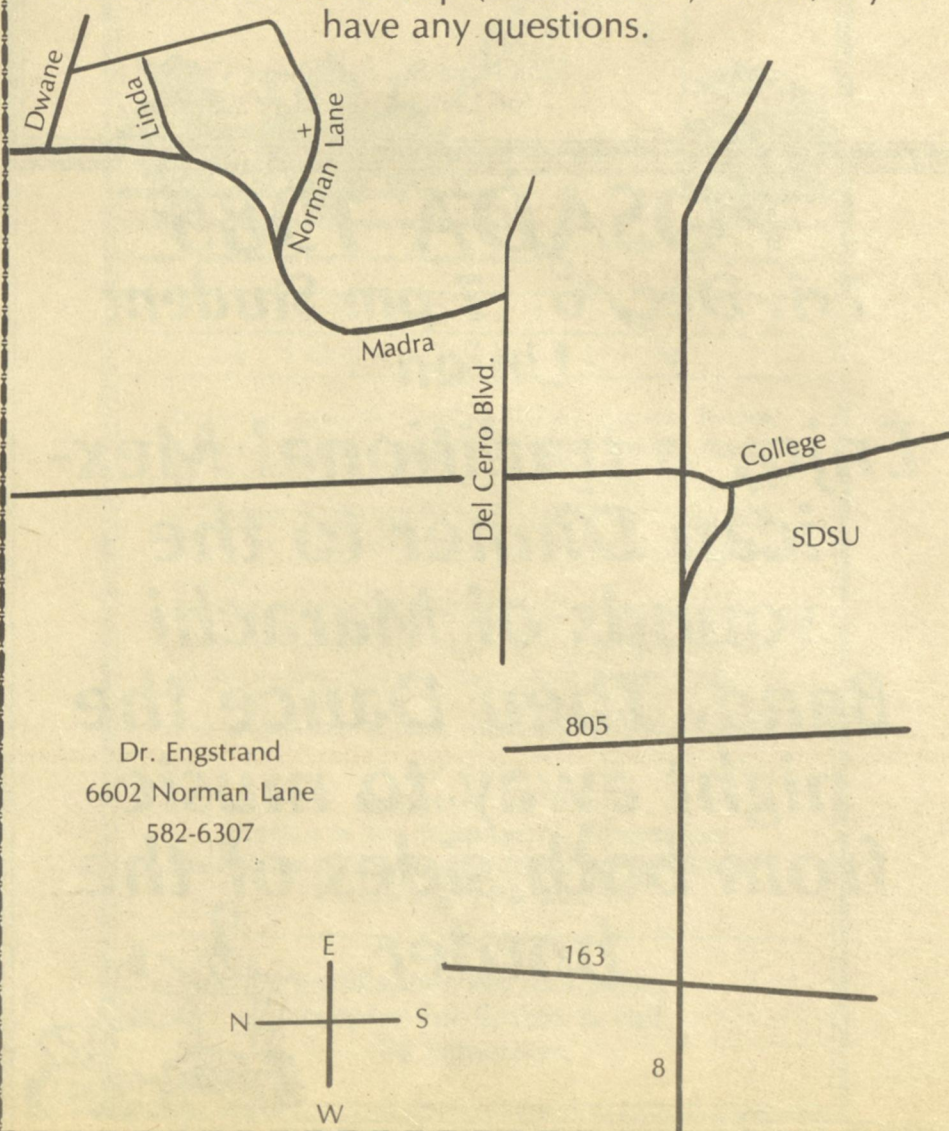 have any questions.
Dwane
Linda
+
Norman Lane
Madra
Del Cerro Blvd.
College
SDSU
805
Dr. Engstrand
6602 Norman Lane
582-6307
163
E
N
S
W
8